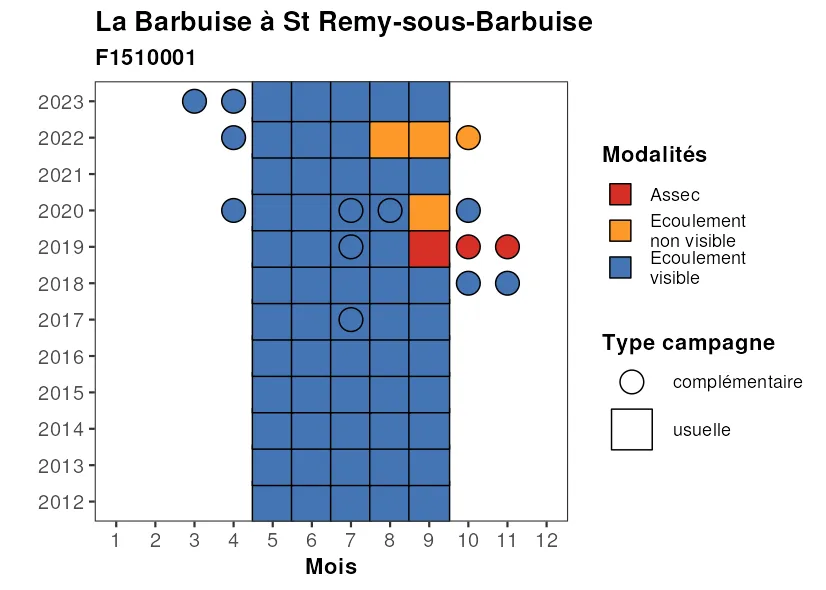 La Barbuise à St Remy-sous-Barbuise
F1510001
2023
2022
2021
2020
2019
2018
2017
2016
2015
2014
2013
2012
1 2 3 4 5 6 7 8 9 10 11 12
Mois
Modalités
Assec
Ecoulement
non visible
Ecoulement
visible
Type campagne
complémentaire
usuelle